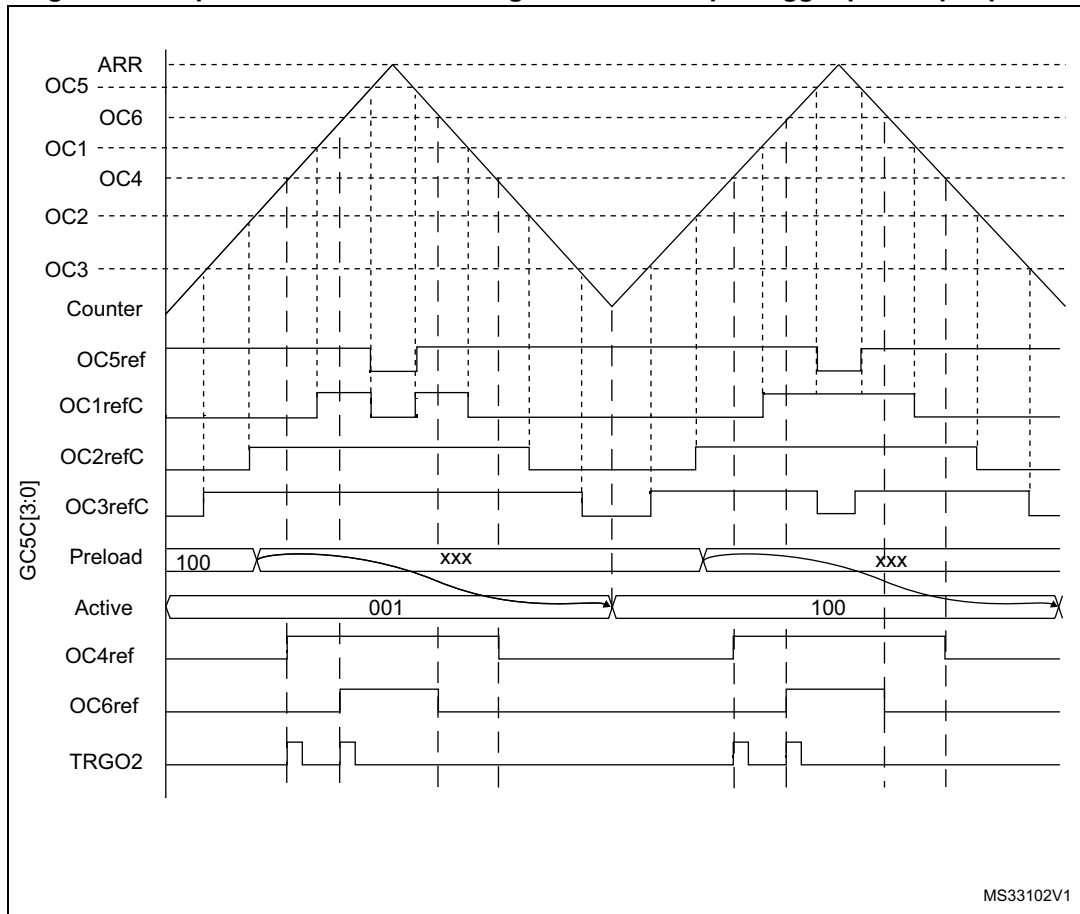 ARR
OC5
OC6
OC1
OC4
OC2
OC3
Counter
OC5ref
OC1refC
OC2refC
OC3refC
GC5C[3:0]
Preload 100 xxx xxx
Active 001 100
OC4ref
OC6ref
TRGO2
MS33102V1